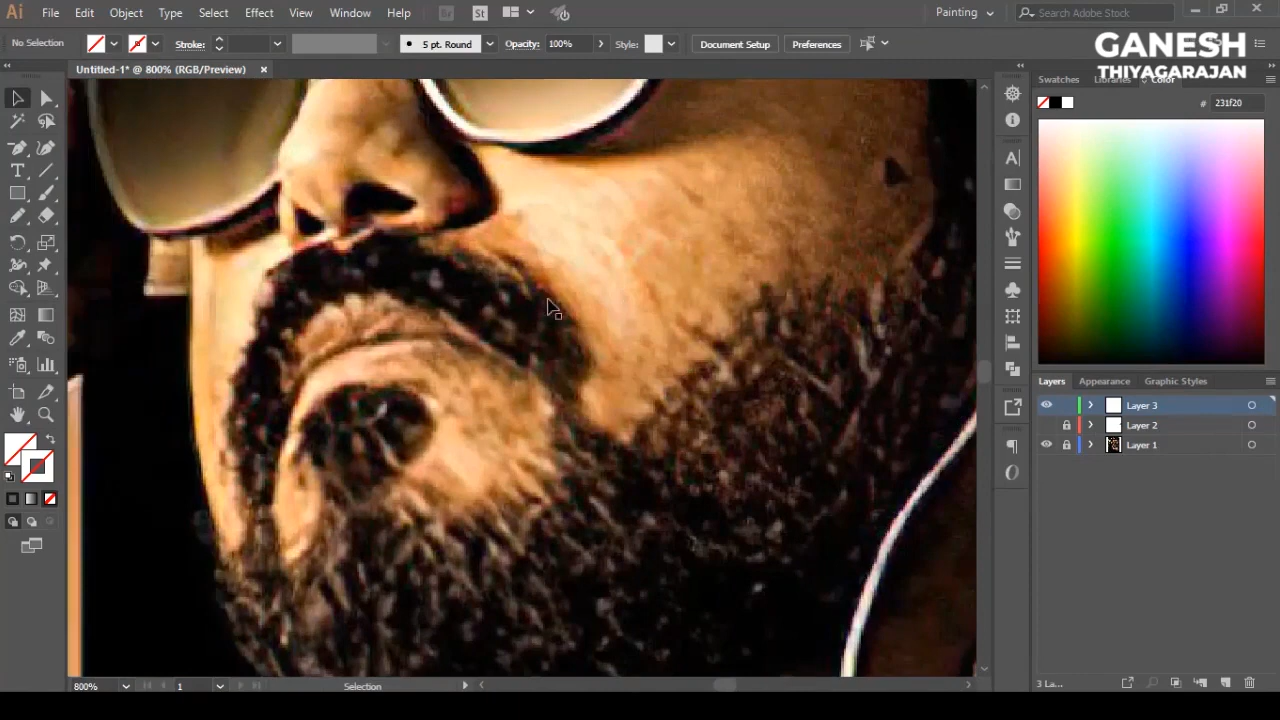 Ai File Edit Object Type Select Effect View Window Help Br St Painting Search Adobe Stock
No Selection Stroke: 5 pt. Round Opacity: 100% Style: Document Setup Preferences
GANESH
THIYAGARAJAN
Untitled-1* @ 800% (RGB/Preview)
Swatches Libraries Color
# 231f20
Layers Appearance Graphic Styles
Layer 3
Layer 2
Layer 1
800% 1 Selection 3 La...